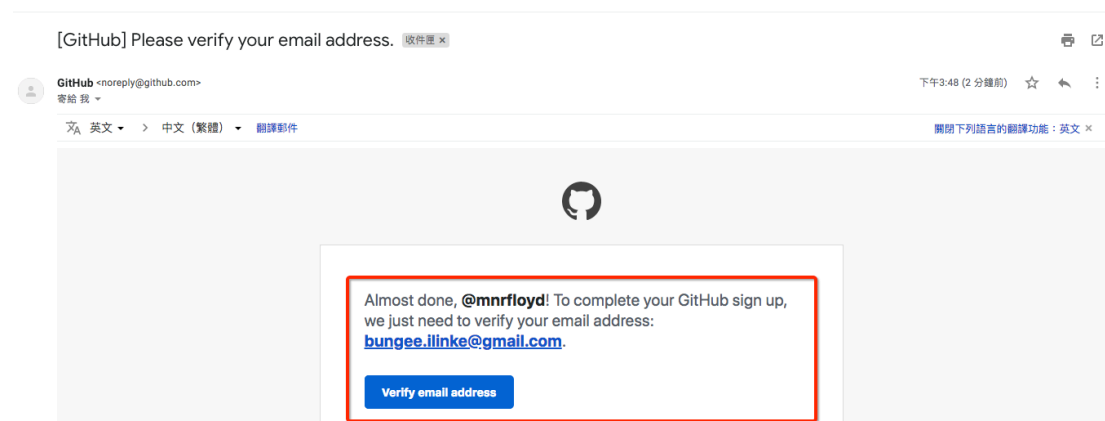 [GitHub] Please verify your email address. 收件匣 ×
GitHub <noreply@github.com>
下午3:48 (2 分鐘前)
寄給 我
英文 > 中文（繁體） 翻譯郵件
關閉下列語言的翻譯功能：英文 ×
Almost done, @mnrfloyd! To complete your GitHub sign up,
we just need to verify your email address:
bungee.ilinke@gmail.com.
Verify email address